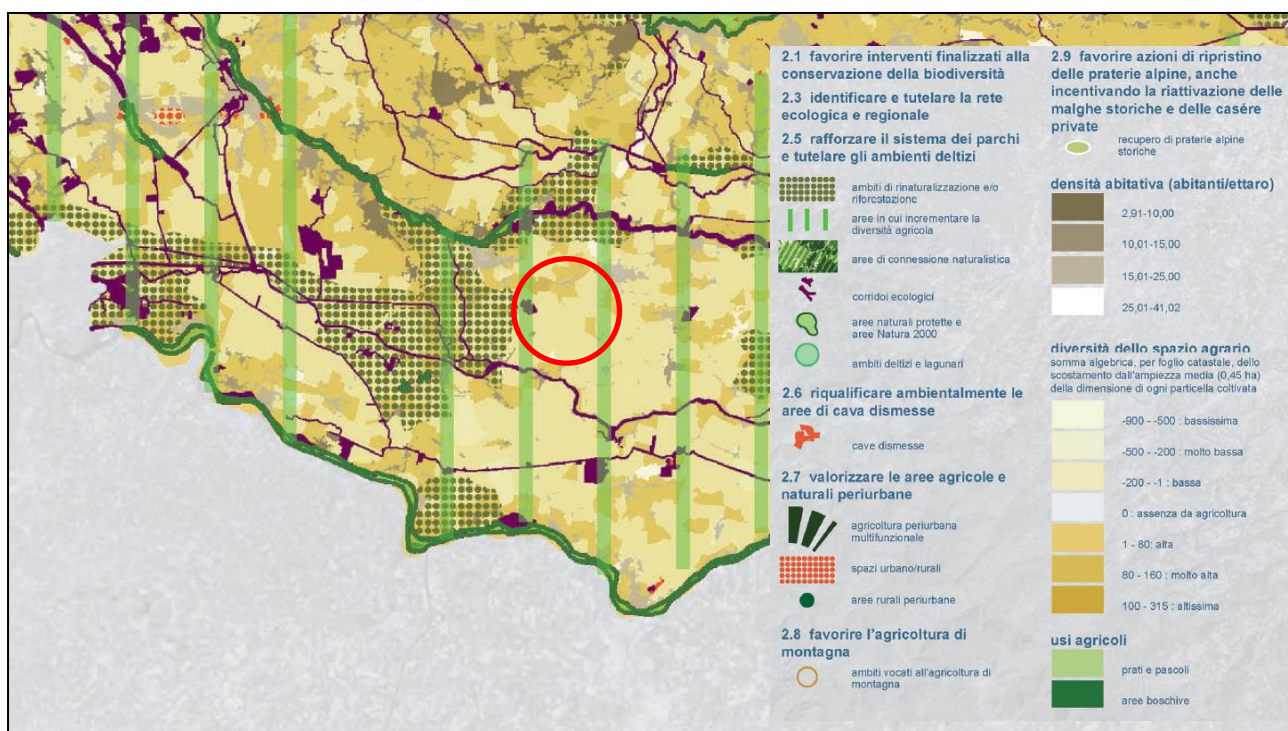 2.1 favorire interventi finalizzati alla
conservazione della biodiversità
2.3 identificare e tutelare la rete
ecologica e regionale
2.5 rafforzare il sistema dei parchi
e tutelare gli ambienti deltizi
ambiti di rinaturalizzazione e/o
riforestazione
aree in cui incrementare la
diversità agricola
aree di connessione naturalistica
corridoi ecologici
aree naturali protette e
aree Natura 2000
ambiti deltizi e lagunari
2.6 riqualificare ambientalmente le
aree di cava dismesse
cave dismesse
2.7 valorizzare le aree agricole e
naturali periurbane
agricoltura periurbana
multifunzionale
spazi urbano/rurali
aree rurali periurbane
2.8 favorire l'agricoltura di
montagna
ambiti vocati all'agricoltura di
montagna
2.9 favorire azioni di ripristino
delle praterie alpine, anche
incentivando la riattivazione delle
malghe storiche e delle casére
private
recupero di praterie alpine
storiche
densità abitativa (abitanti/ettaro)
2,91-10,00
10,01-15,00
15,01-25,00
25,01-41,02
diversità dello spazio agrario
somma algebrica, per foglio catastale, dello
scostamento dall'ampiezza media (0,45 ha)
della dimensione di ogni particella coltivata
-900 - -500 : bassissima
-500 - -200 : molto bassa
-200 - -1 : bassa
0 : assenza da agricoltura
1 - 80: alta
80 - 160 : molto alta
100 - 315 : altissima
usi agricoli
prati e pascoli
aree boschive